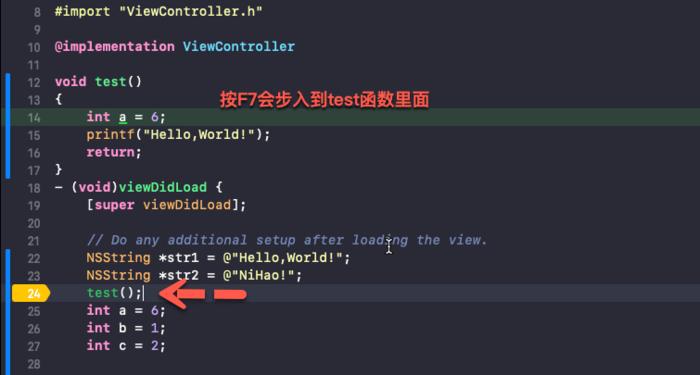 8 #import "ViewController.h"
9
10 @implementation ViewController
11
12 void test()
13 {
按F7会步入到test函数里面
14 int a = 6;
15 printf("Hello,World!");
16 return;
17 }
18 - (void)viewDidLoad {
19 [super viewDidLoad];
20
21 // Do any additional setup after loading the view.
22 NSString *str1 = @"Hello,World!";
23 NSString *str2 = @"NiHao!";
24 test();
25 int a = 6;
26 int b = 1;
27 int c = 2;
28